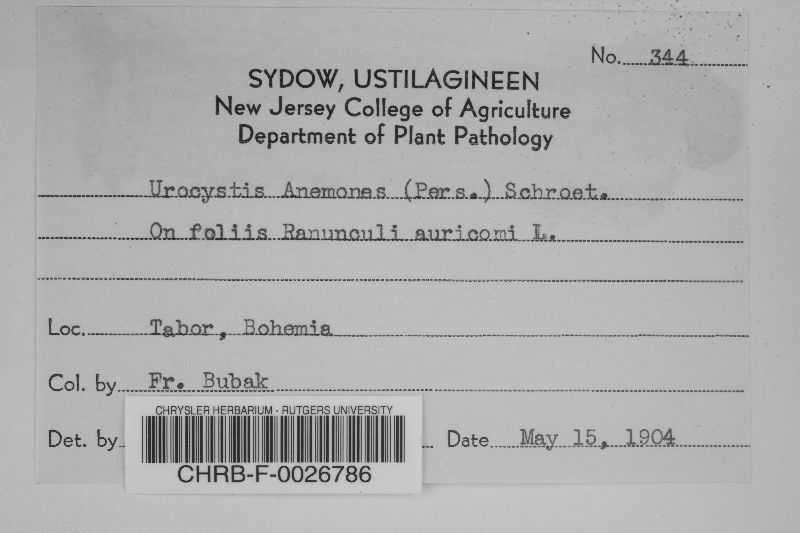 No. 344
SYDOW, USTILAGINEEN
New Jersey College of Agriculture
Department of Plant Pathology
Urocystis Anemones (Pers.) Schroet.
On foliis Ranunculi auricomi L.
Loc. Tabor, Bohemia
Col. by Fr. Bubak
CHRYSLER HERBARIUM - RUTGERS UNIVERSITY
Det. by Date May 15, 1904
CHRB-F-0026786